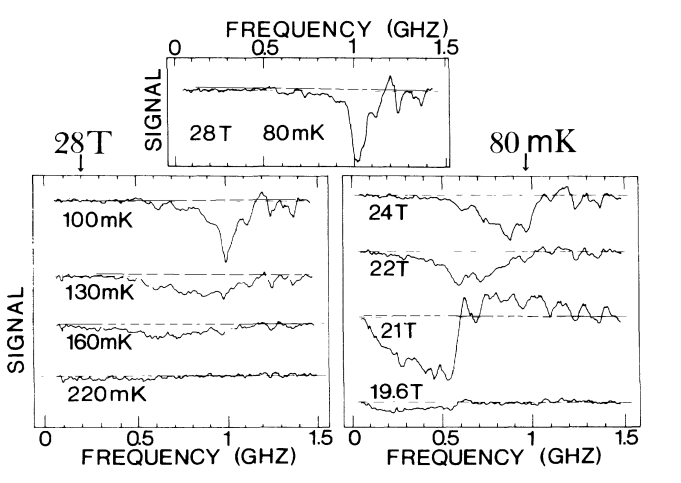 FREQUENCY (GHZ)
0 0.5 1 1.5
SIGNAL
28T 80mK
28T
80 mK
100mK
130mK
160mK
220mK
SIGNAL
0 0.5 1 1.5
FREQUENCY (GHZ)
24T
22T
21T
19.6T
0 0.5 1 1.5
FREQUENCY (GHZ)